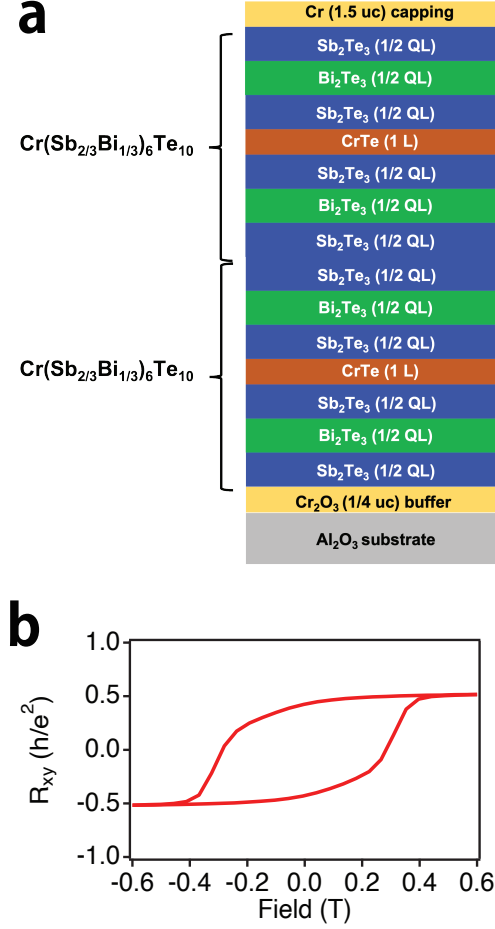 a
Cr (1.5 uc) capping
Sb₂Te₃ (1/2 QL)
Bi₂Te₃ (1/2 QL)
Sb₂Te₃ (1/2 QL)
CrTe (1 L)
Cr(Sb₂/₃Bi₁/₃)₆Te₁₀
Sb₂Te₃ (1/2 QL)
Bi₂Te₃ (1/2 QL)
Sb₂Te₃ (1/2 QL)
Sb₂Te₃ (1/2 QL)
Bi₂Te₃ (1/2 QL)
Sb₂Te₃ (1/2 QL)
CrTe (1 L)
Cr(Sb₂/₃Bi₁/₃)₆Te₁₀
Sb₂Te₃ (1/2 QL)
Bi₂Te₃ (1/2 QL)
Sb₂Te₃ (1/2 QL)
Cr₂O₃ (1/4 uc) buffer
Al₂O₃ substrate
b
1.0
0.5
0.0
-0.5
-1.0
Rxy (h/e²)
-0.6 -0.4 -0.2 0.0 0.2 0.4 0.6
Field (T)